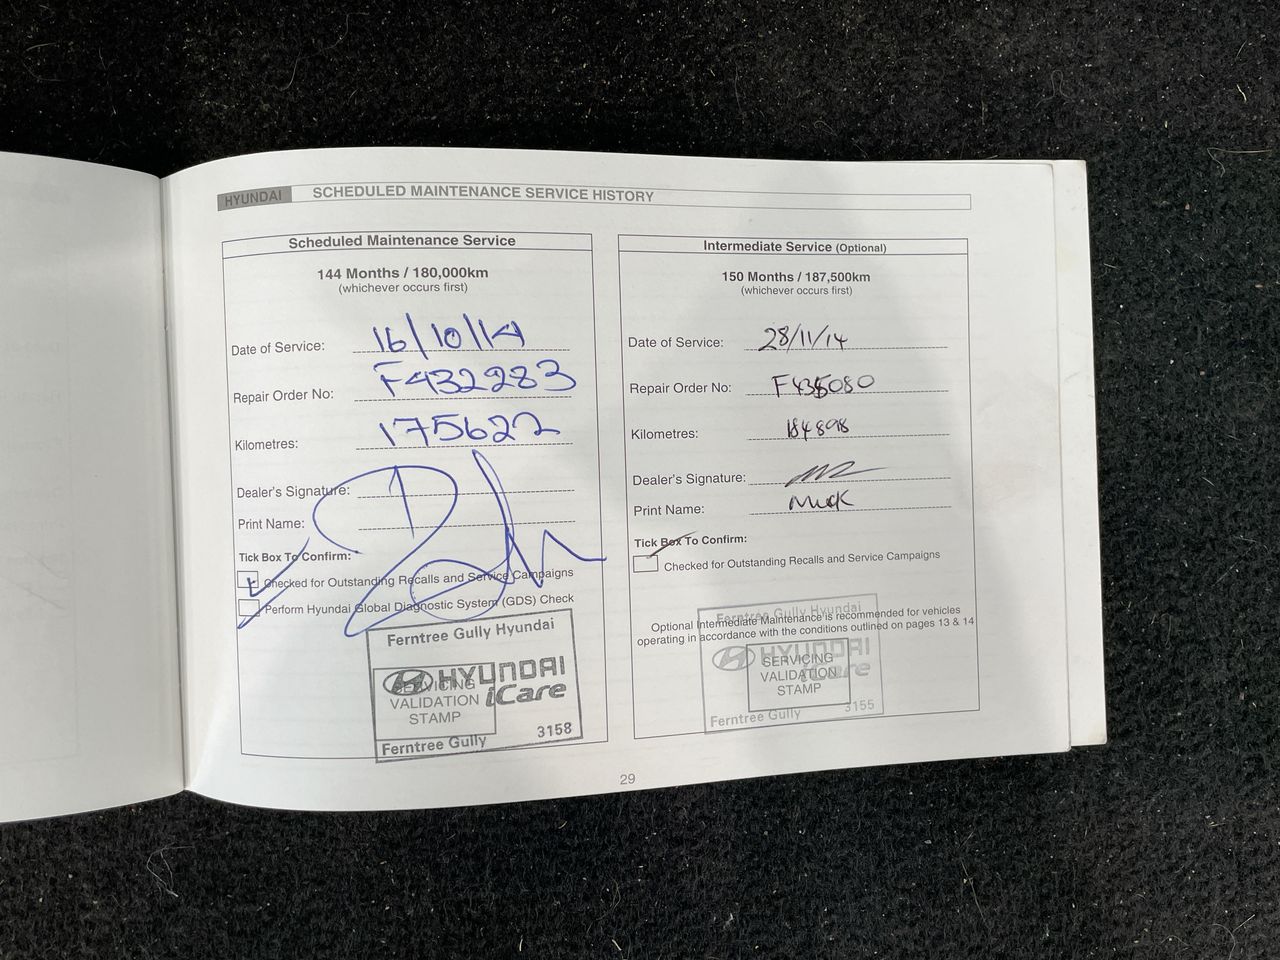 HYUNDAI SCHEDULED MAINTENANCE SERVICE HISTORY
Scheduled Maintenance Service
144 Months / 180,000km
(whichever occurs first)
Date of Service: 16/10/14
Repair Order No: F432283
Kilometres: 175622
Dealer's Signature:
Print Name:
Tick Box To Confirm:
Checked for Outstanding Recalls and Service Campaigns
Perform Hyundai Global Diagnostic System (GDS) Check
Ferntree Gully Hyundai
HYUNDAI
iCare
SERVICING
VALIDATION
STAMP
3158
Ferntree Gully
Intermediate Service (Optional)
150 Months / 187,500km
(whichever occurs first)
Date of Service: 28/11/14
Repair Order No:
Kilometres: 184898
Dealer's Signature:
Print Name:
Tick Box To Confirm:
Checked for Outstanding Recalls and Service Campaigns
Ferntree Gully Hyundai
Optional Intermediate Maintenance is recommended for vehicles
operating in accordance with the conditions outlined on pages 13 & 14
HYUNDAI
iCare
SERVICING
VALIDATION
STAMP
3155
Ferntree Gully
29